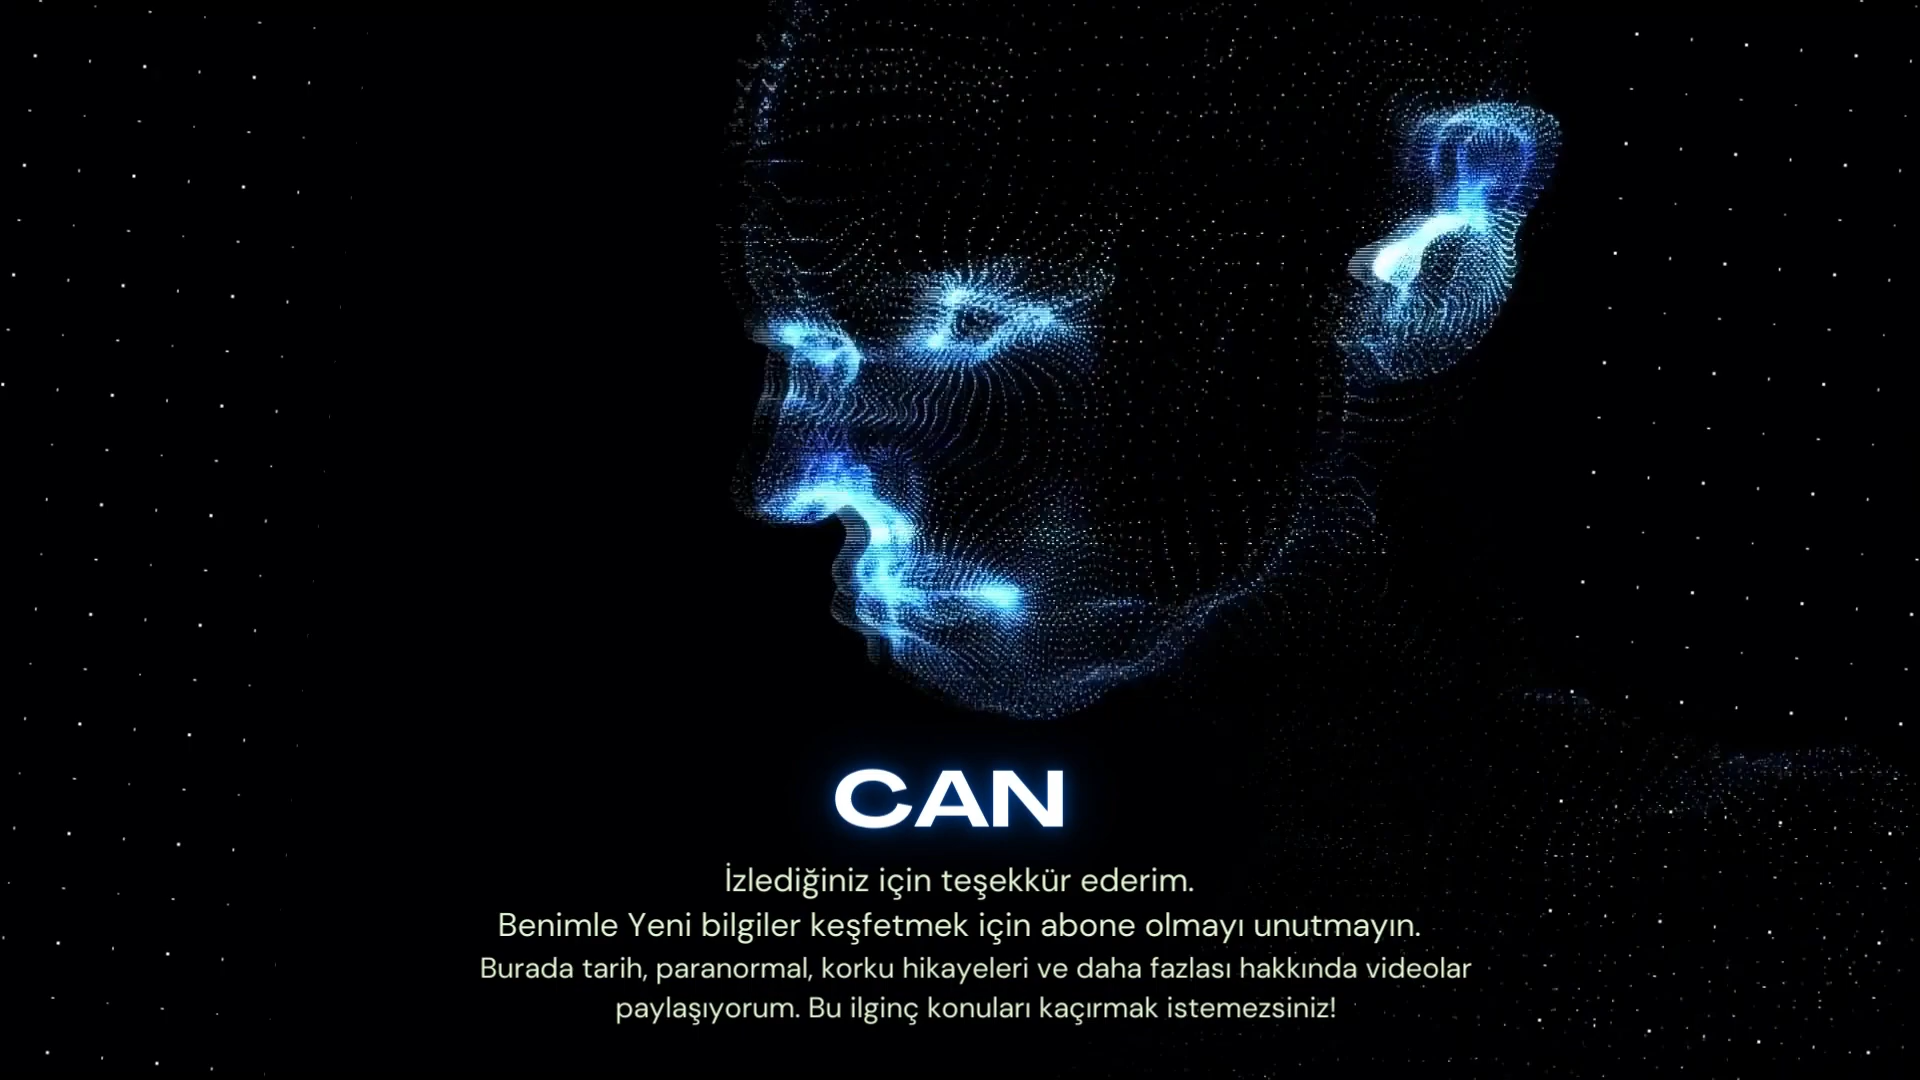 CAN
İzlediğiniz için teşekkür ederim.
Benimle Yeni bilgiler keşfetmek için abone olmayı unutmayın.
Burada tarih, paranormal, korku hikayeleri ve daha fazlası hakkında videolar
paylaşıyorum. Bu ilginç konuları kaçırmak istemezsiniz!